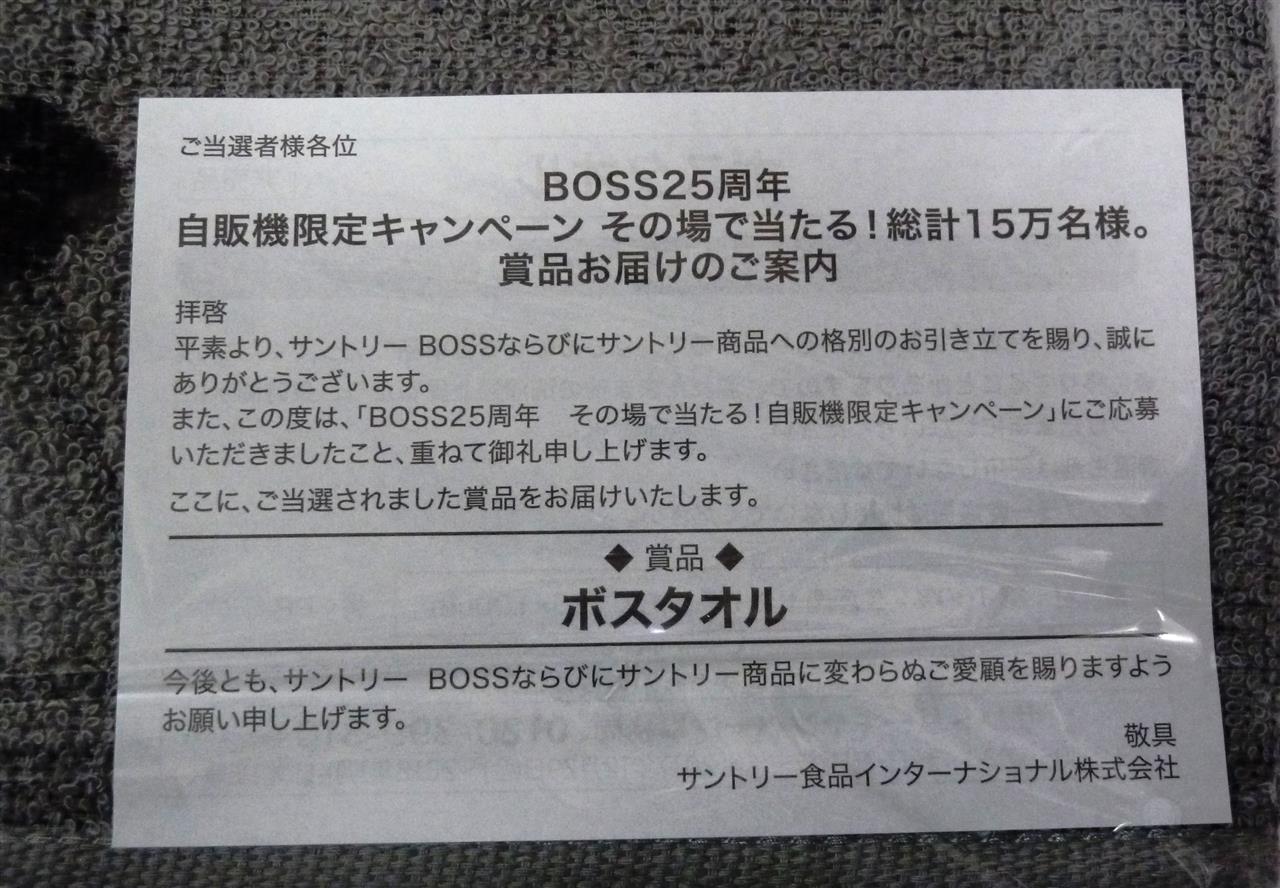 ご当選者様各位
BOSS25周年
自販機限定キャンペーン その場で当たる！総計15万名様。
賞品お届けのご案内
拝啓
平素より、サントリー BOSSならびにサントリー商品への格別のお引き立てを賜り、誠に
ありがとうございます。
また、この度は、「BOSS25周年　その場で当たる！自販機限定キャンペーン」にご応募
いただきましたこと、重ねて御礼申し上げます。
ここに、ご当選されました賞品をお届けいたします。
◆ 賞品 ◆
ボスタオル
今後とも、サントリー　BOSSならびにサントリー商品に変わらぬご愛顧を賜りますよう
お願い申し上げます。
敬具
サントリー食品インターナショナル株式会社